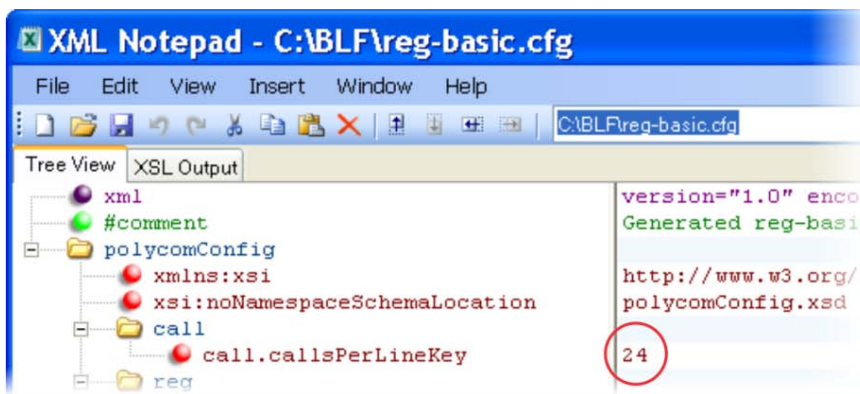 XML Notepad - C:\BLF\reg-basic.cfg
File Edit View Insert Window Help
C:\BLF\reg-basic.cfg
Tree View XSL Output
xml version="1.0" enco
#comment Generated reg-basi
polycomConfig
xmlns:xsi http://www.w3.org/
xsi:noNamespaceSchemaLocation polycomConfig.xsd
call
call.callsPerLineKey 24
reg